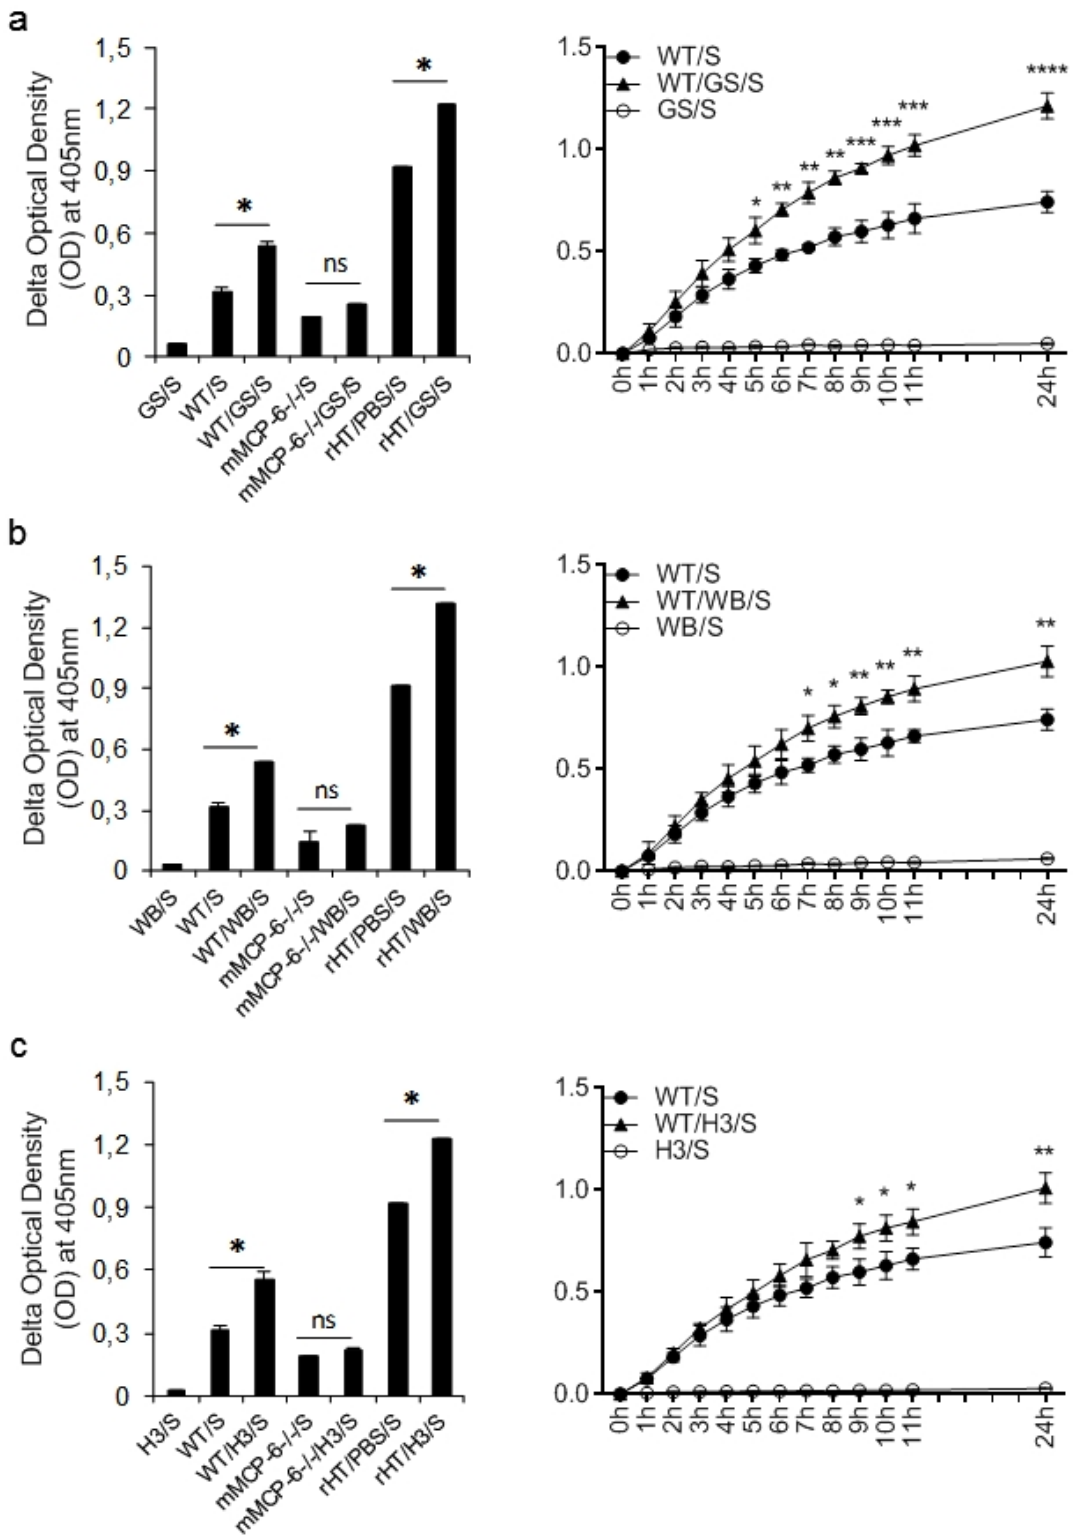 a
Delta Optical Density
(OD) at 405nm
1,5
1,2
0,9
0,6
0,3
0
*
ns
*
GS/S
WT/S
WT/GS/S
mMCP-6-/-/S
mMCP-6-/-/GS/S
rHT/PBS/S
rHT/GS/S
1.5
1.0
0.5
0.0
WT/S
WT/GS/S
GS/S
* ** ** ** *** *** *** ****
0h 1h 2h 3h 4h 5h 6h 7h 8h 9h 10h 11h 24h
b
Delta Optical Density
(OD) at 405nm
1,5
1,2
0,9
0,6
0,3
0
*
ns
*
WB/S
WT/S
WT/WB/S
mMCP-6-/-/S
mMCP-6-/-/WB/S
rHT/PBS/S
rHT/WB/S
1.5
1.0
0.5
0.0
WT/S
WT/WB/S
WB/S
* * ** ** ** **
0h 1h 2h 3h 4h 5h 6h 7h 8h 9h 10h 11h 24h
c
Delta Optical Density
(OD) at 405nm
1,5
1,2
0,9
0,6
0,3
0
*
ns
*
H3/S
WT/S
WT/H3/S
mMCP-6-/-/S
mMCP-6-/-/H3/S
rHT/PBS/S
rHT/H3/S
1.5
1.0
0.5
0.0
WT/S
WT/H3/S
H3/S
* * * **
0h 1h 2h 3h 4h 5h 6h 7h 8h 9h 10h 11h 24h